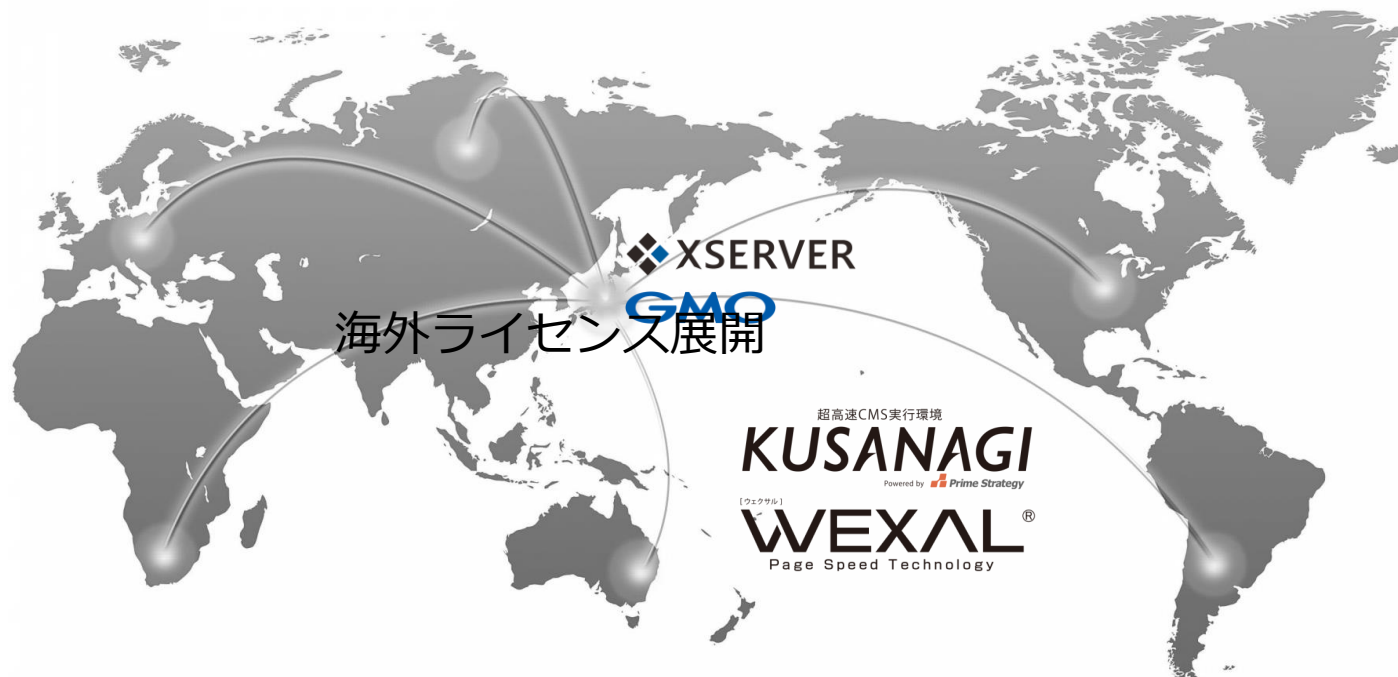 XSERVER
GMO
海外ライセンス展開
超高速CMS実行環境
KUSANAGI
Powered by Prime Strategy
[ウェクサル]
WEXAL®
Page Speed Technology